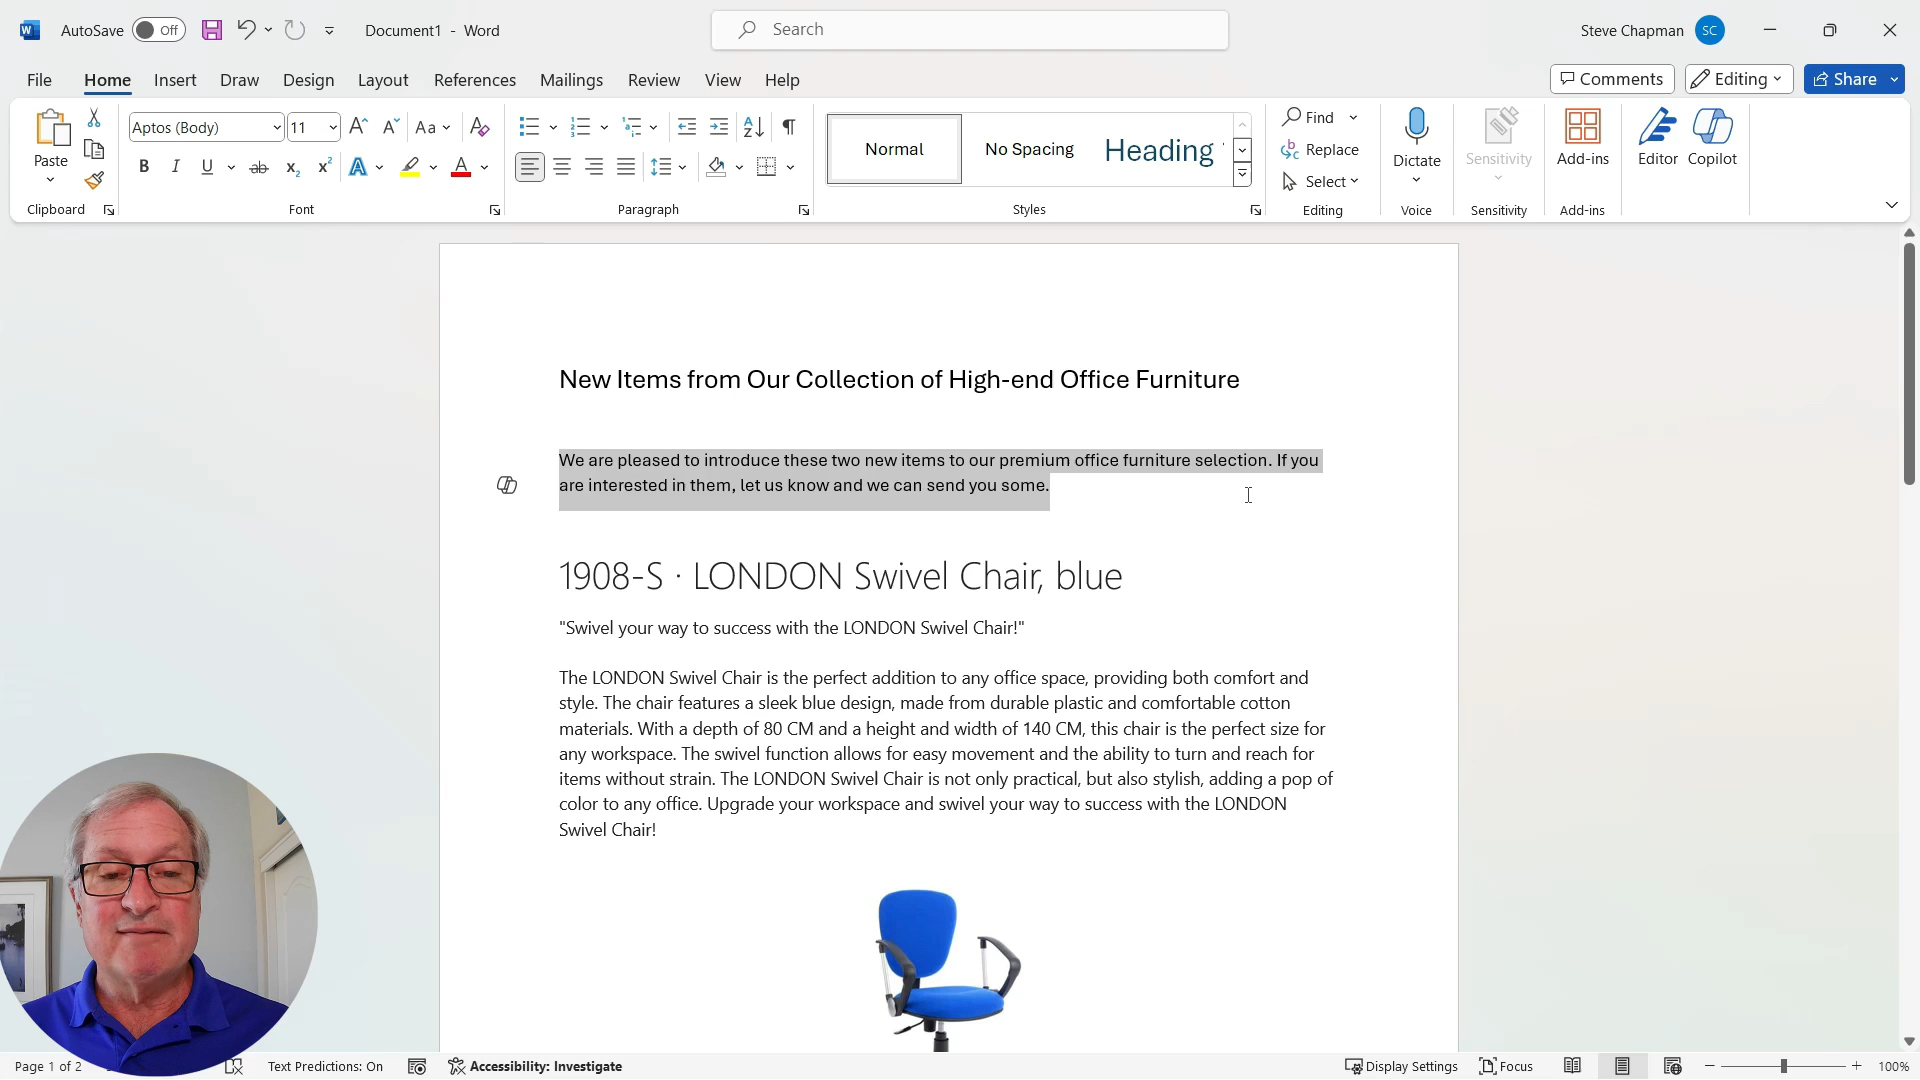 AutoSave Off Document1 - Word Search Steve Chapman SC
File Home Insert Draw Design Layout References Mailings Review View Help Comments Editing Share
Aptos (Body) 11 Aa
Paste
Normal No Spacing Heading
Find
Replace
Select
Dictate Sensitivity Add-ins Editor Copilot
Clipboard Font Paragraph Styles Editing Voice Sensitivity Add-ins
New Items from Our Collection of High-end Office Furniture
We are pleased to introduce these two new items to our premium office furniture selection. If you
are interested in them, let us know and we can send you some.
1908-S · LONDON Swivel Chair, blue
"Swivel your way to success with the LONDON Swivel Chair!"
The LONDON Swivel Chair is the perfect addition to any office space, providing both comfort and
style. The chair features a sleek blue design, made from durable plastic and comfortable cotton
materials. With a depth of 80 CM and a height and width of 140 CM, this chair is the perfect size for
any workspace. The swivel function allows for easy movement and the ability to turn and reach for
items without strain. The LONDON Swivel Chair is not only practical, but also stylish, adding a pop of
color to any office. Upgrade your workspace and swivel your way to success with the LONDON
Swivel Chair!
Page 1 of 2 Text Predictions: On Accessibility: Investigate Display Settings Focus 100%